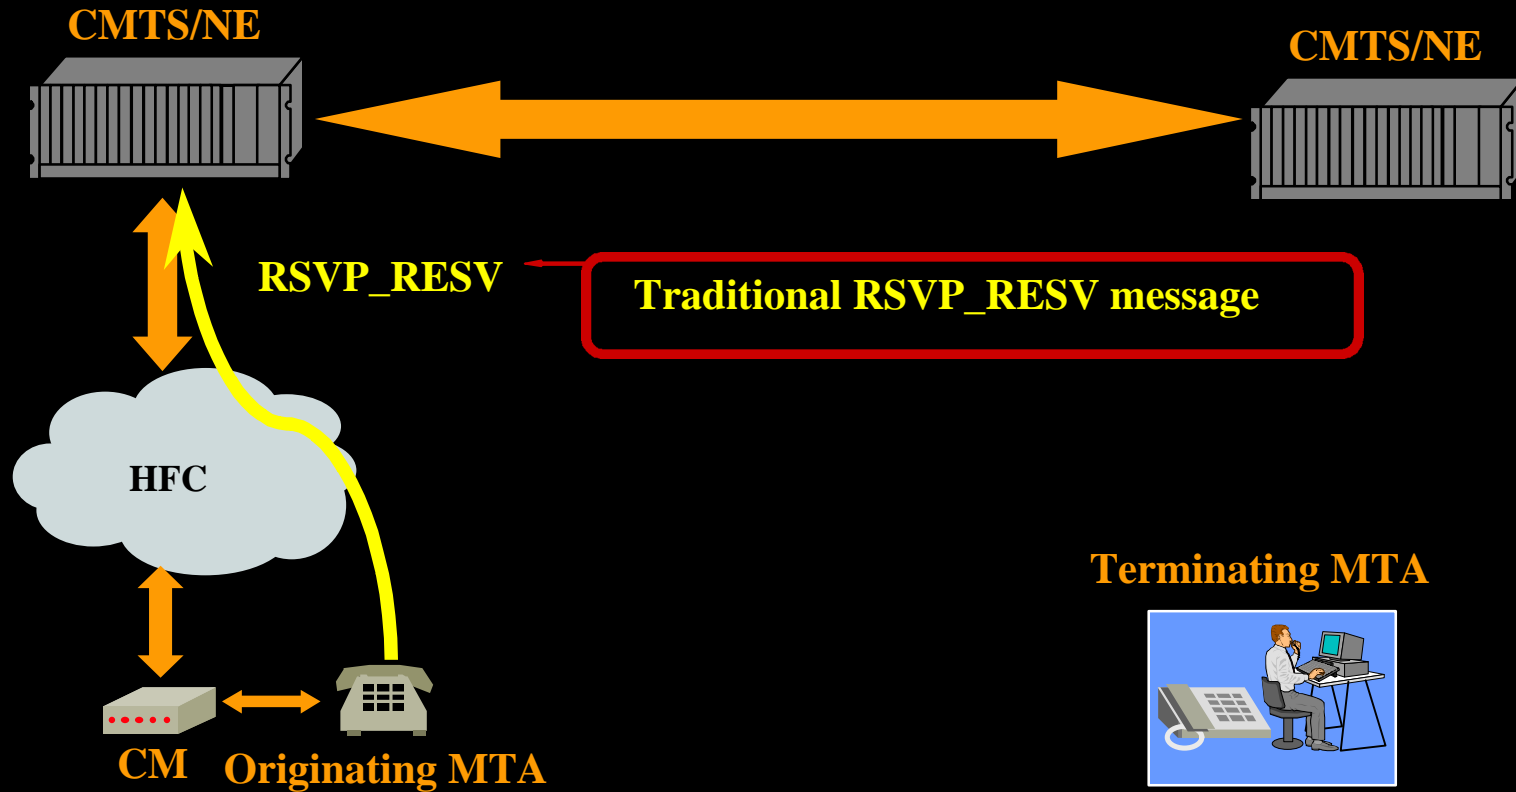 CMTS/NE
CMTS/NE
RSVP_RESV
Traditional RSVP_RESV message
HFC
Terminating MTA
CM
Originating MTA